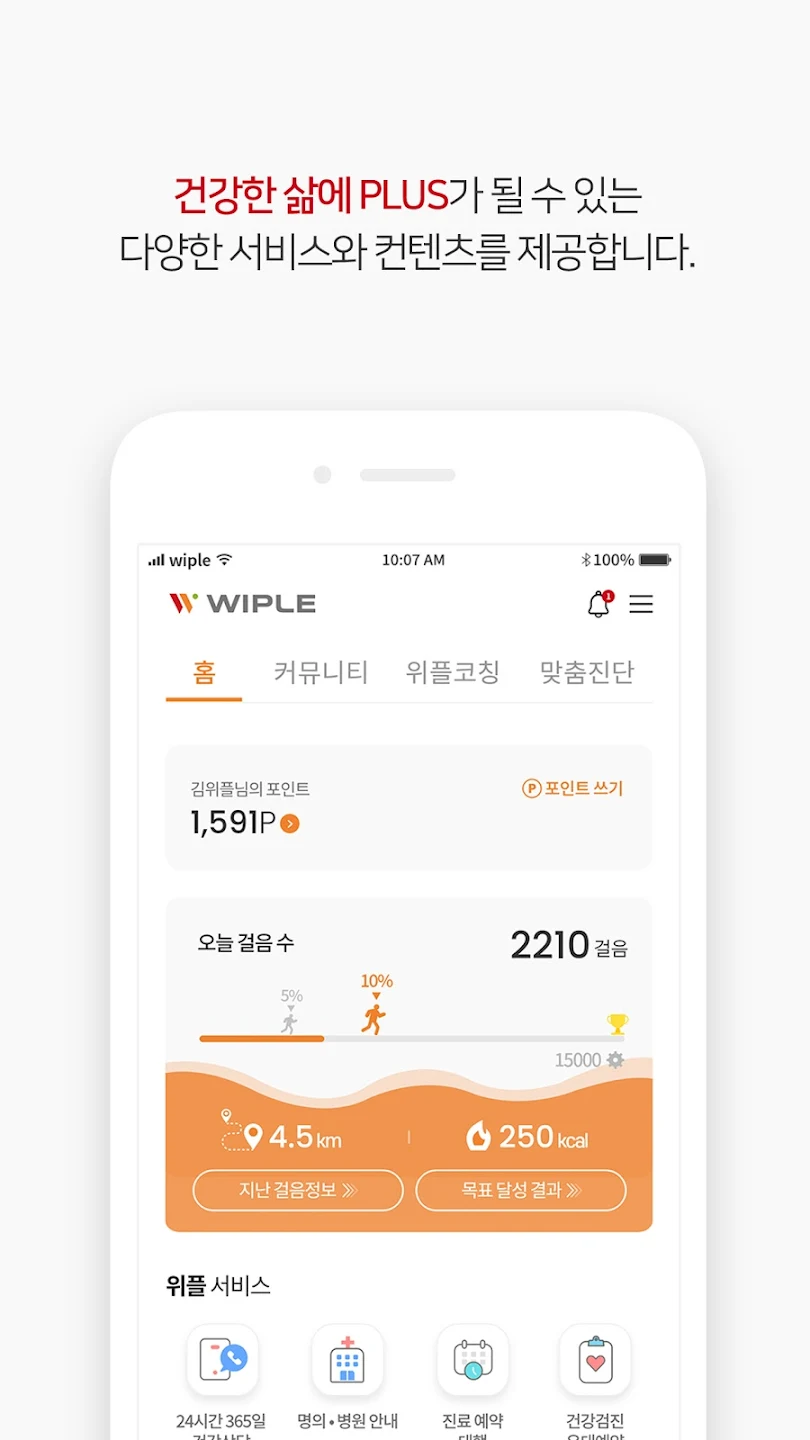 건강한 삶에 PLUS가 될 수 있는
다양한 서비스와 컨텐츠를 제공합니다.
wiple 10:07 AM 100%
WIPLE 1
홈 커뮤니티 위플코칭 맞춤진단
김위플님의 포인트 P 포인트 쓰기
1,591P
오늘 걸음 수 2210 걸음
5% 10%
15000
4.5 km 250 kcal
지난 걸음정보 목표 달성 결과
위플 서비스
24시간 365일 명의 • 병원 안내 진료 예약 건강검진